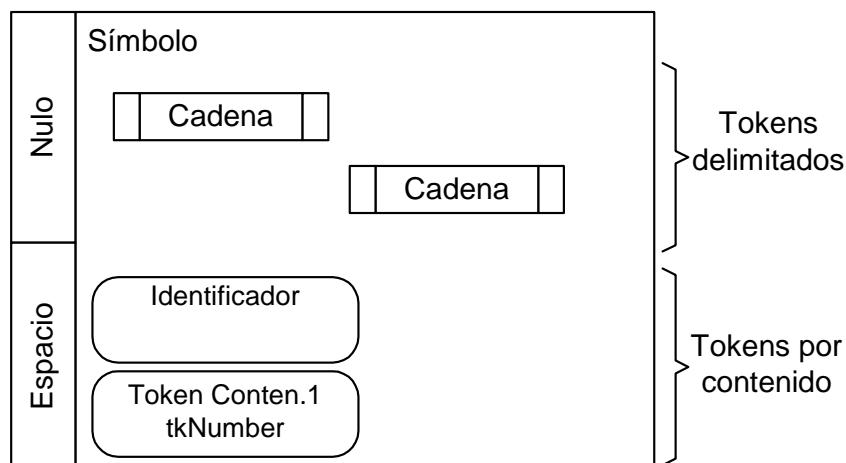 Símbolo
Nulo
Cadena
Cadena
Tokens
delimitados
Espacio
Identificador
Token Conten.1
tkNumber
Tokens por
contenido